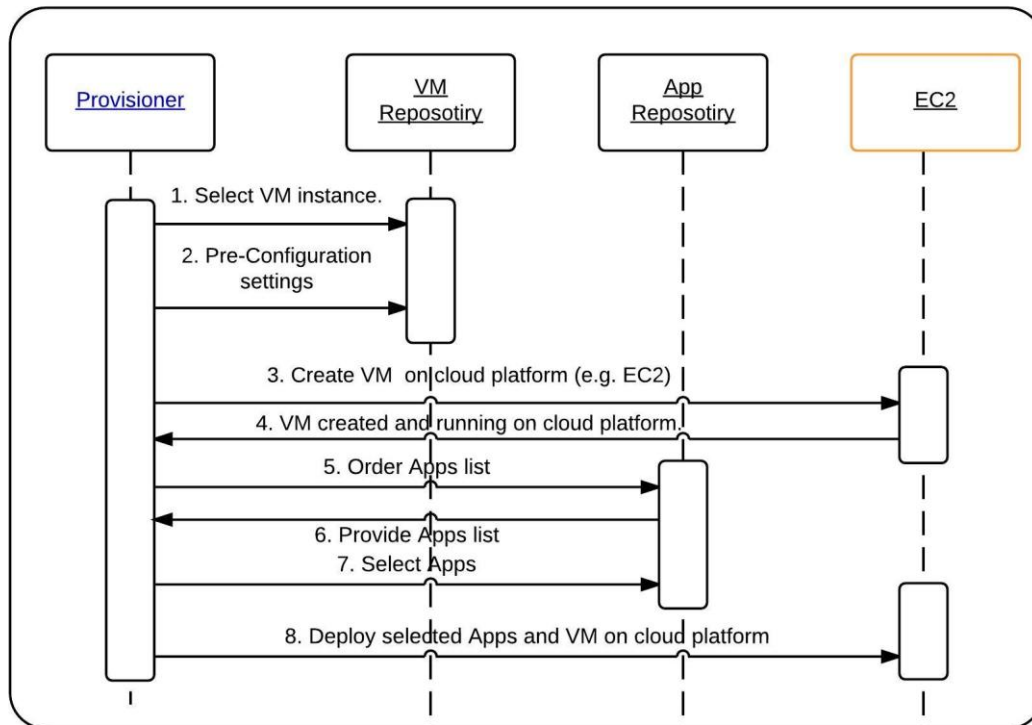 Provisioner
VM
Reposotiry
App
Reposotiry
EC2
1. Select VM instance.
2. Pre-Configuration
settings
3. Create VM  on cloud platform (e.g. EC2)
4. VM created and running on cloud platform.
5. Order Apps list
6. Provide Apps list
7. Select Apps
8. Deploy selected Apps and VM on cloud platform